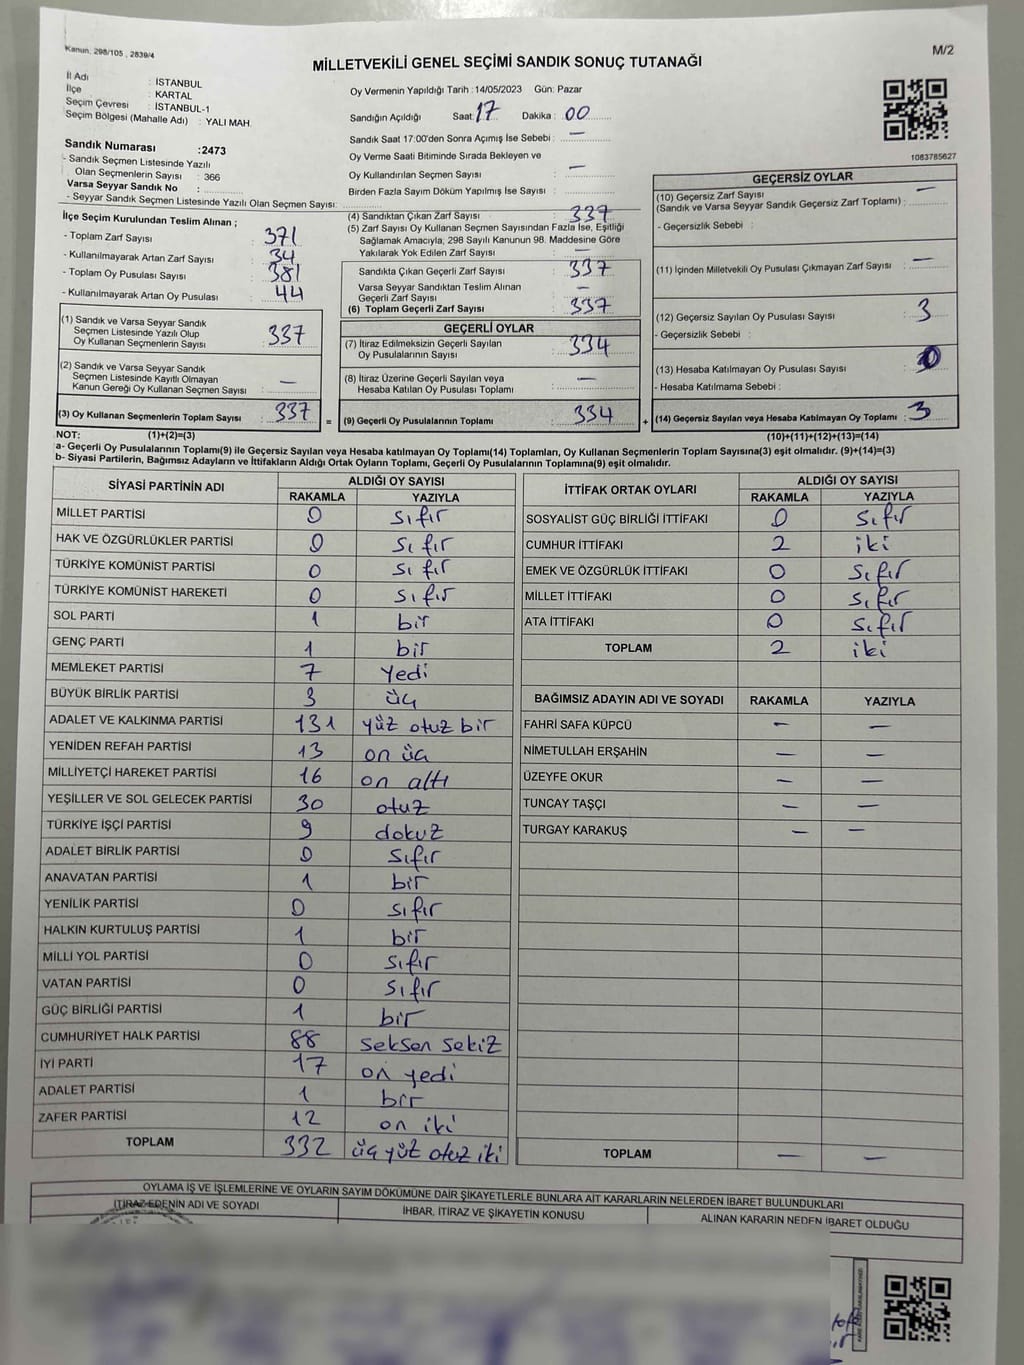 Kanun, 298/105 , 2839/4
M/2
MİLLETVEKİLİ GENEL SEÇİMİ SANDIK SONUÇ TUTANAĞI
İl Adı : İSTANBUL
İlçe : KARTAL
Seçim Çevresi : İSTANBUL-1
Seçim Bölgesi (Mahalle Adı) : YALI MAH.
Sandık Numarası :2473
- Sandık Seçmen Listesinde Yazılı
Olan Seçmenlerin Sayısı : 366
Varsa Seyyar Sandık No :
- Seyyar Sandık Seçmen Listesinde Yazılı Olan Seçmen Sayısı:
Oy Vermenin Yapıldığı Tarih :14/05/2023 Gün: Pazar
Sandığın Açıldığı Saat: 17 Dakika : 00
Sandık Saat 17:00'den Sonra Açılmış İse Sebebi : —
Oy Verme Saati Bitiminde Sırada Bekleyen ve
Oy Kullandırılan Seçmen Sayısı : —
Birden Fazla Sayım Döküm Yapılmış İse Sayısı :
1083785627
İlçe Seçim Kurulundan Teslim Alınan ;
- Toplam Zarf Sayısı 371
- Kullanılmayarak Artan Zarf Sayısı 34
- Toplam Oy Pusulası Sayısı 381
- Kullanılmayarak Artan Oy Pusulası 44
(1) Sandık ve Varsa Seyyar Sandık
Seçmen Listesinde Yazılı Olup
Oy Kullanan Seçmenlerin Sayısı 337
(2) Sandık ve Varsa Seyyar Sandık
Seçmen Listesinde Kayıtlı Olmayan
Kanun Gereği Oy Kullanan Seçmen Sayısı : —
(3) Oy Kullanan Seçmenlerin Toplam Sayısı : 337 =
(4) Sandıktan Çıkan Zarf Sayısı : 337
(5) Zarf Sayısı Oy Kullanan Seçmen Sayısından Fazla İse, Eşitliği
Sağlamak Amacıyla, 298 Sayılı Kanunun 98. Maddesine Göre
Yakılarak Yok Edilen Zarf Sayısı : —
Sandıkta Çıkan Geçerli Zarf Sayısı : 337
Varsa Seyyar Sandıktan Teslim Alınan
Geçerli Zarf Sayısı —
(6) Toplam Geçerli Zarf Sayısı : 337
GEÇERLİ OYLAR
(7) İtiraz Edilmeksizin Geçerli Sayılan
Oy Pusulalarının Sayısı : 334
(8) İtiraz Üzerine Geçerli Sayılan veya
Hesaba Katılan Oy Pusulası Toplamı : —
(9) Geçerli Oy Pusulalarının Toplamı 334 +
GEÇERSİZ OYLAR
(10) Geçersiz Zarf Sayısı —
(Sandık ve Varsa Seyyar Sandık Geçersiz Zarf Toplamı) :
- Geçersizlik Sebebi :
(11) İçinden Milletvekili Oy Pusulası Çıkmayan Zarf Sayısı : —
(12) Geçersiz Sayılan Oy Pusulası Sayısı : 3
- Geçersizlik Sebebi :
(13) Hesaba Katılmayan Oy Pusulası Sayısı : 0
- Hesaba Katılmama Sebebi :
(14) Geçersiz Sayılan veya Hesaba Katılmayan Oy Toplamı : 3
NOT: (1)+(2)=(3) (10)+(11)+(12)+(13)=(14)
a- Geçerli Oy Pusulalarının Toplamı(9) ile Geçersiz Sayılan veya Hesaba katılmayan Oy Toplamı(14) Toplamları, Oy Kullanan Seçmenlerin Toplam Sayısına(3) eşit olmalıdır. (9)+(14)=(3)
b- Siyasi Partilerin, Bağımsız Adayların ve İttifakların Aldığı Ortak Oyların Toplamı, Geçerli Oy Pusulalarının Toplamına(9) eşit olmalıdır.
SİYASİ PARTİNİN ADI ALDIĞI OY SAYISI
RAKAMLA YAZIYLA
MİLLET PARTİSİ 0 sıfır
HAK VE ÖZGÜRLÜKLER PARTİSİ 0 sıfır
TÜRKİYE KOMÜNİST PARTİSİ 0 sıfır
TÜRKİYE KOMÜNİST HAREKETİ 0 sıfır
SOL PARTİ 1 bir
GENÇ PARTİ 1 bir
MEMLEKET PARTİSİ 7 yedi
BÜYÜK BİRLİK PARTİSİ 3 üç
ADALET VE KALKINMA PARTİSİ 131 yüz otuz bir
YENİDEN REFAH PARTİSİ 13 on üç
MİLLİYETÇİ HAREKET PARTİSİ 16 on altı
YEŞİLLER VE SOL GELECEK PARTİSİ 30 otuz
TÜRKİYE İŞÇİ PARTİSİ 9 dokuz
ADALET BİRLİK PARTİSİ 0 sıfır
ANAVATAN PARTİSİ 1 bir
YENİLİK PARTİSİ 0 sıfır
HALKIN KURTULUŞ PARTİSİ 1 bir
MİLLİ YOL PARTİSİ 0 sıfır
VATAN PARTİSİ 0 sıfır
GÜÇ BİRLİĞİ PARTİSİ 1 bir
CUMHURİYET HALK PARTİSİ 88 seksen sekiz
İYİ PARTİ 17 on yedi
ADALET PARTİSİ 1 bir
ZAFER PARTİSİ 12 on iki
TOPLAM 332 üç yüz otuz iki
İTTİFAK ORTAK OYLARI ALDIĞI OY SAYISI
RAKAMLA YAZIYLA
SOSYALİST GÜÇ BİRLİĞİ İTTİFAKI 0 sıfır
CUMHUR İTTİFAKI 2 iki
EMEK VE ÖZGÜRLÜK İTTİFAKI 0 sıfır
MİLLET İTTİFAKI 0 sıfır
ATA İTTİFAKI 0 sıfır
TOPLAM 2 iki
BAĞIMSIZ ADAYIN ADI VE SOYADI RAKAMLA YAZIYLA
FAHRİ SAFA KÜPCÜ — —
NİMETULLAH ERŞAHİN — —
ÜZEYFE OKUR — —
TUNCAY TAŞÇI — —
TURGAY KARAKUŞ — —
TOPLAM — —
OYLAMA İŞ VE İŞLEMLERİNE VE OYLARIN SAYIM DÖKÜMÜNE DAİR ŞİKAYETLERLE BUNLARA AİT KARARLARIN NELERDEN İBARET BULUNDUKLARI
İTİRAZ EDENİN ADI VE SOYADI İHBAR, İTİRAZ VE ŞİKAYETİN KONUSU ALINAN KARARIN NEDEN İBARET OLDUĞU